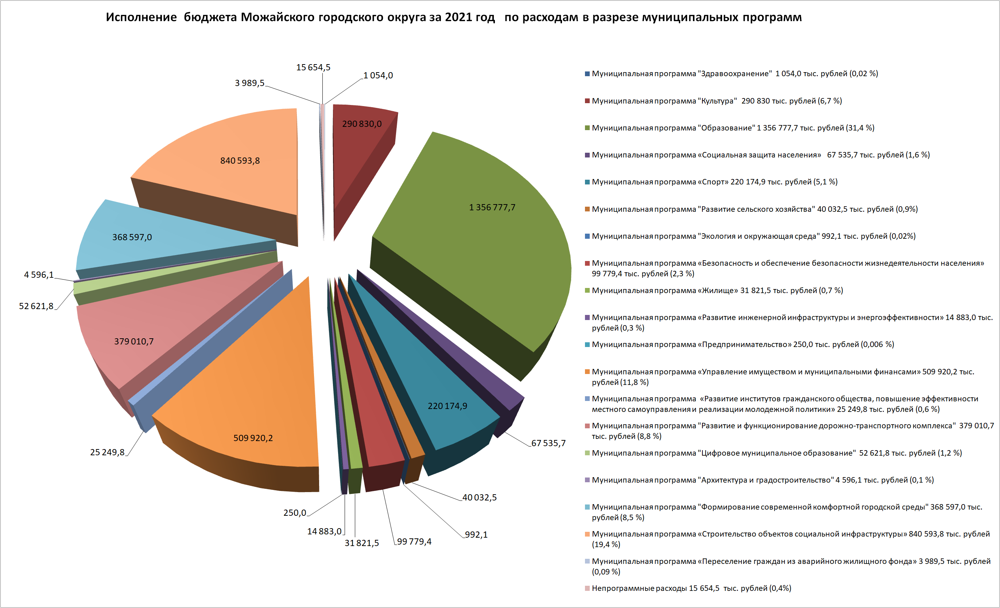 Исполнение бюджета Можайского городского округа за 2021 год по расходам в разрезе муниципальных программ
15 654,5
1 054,0
3 989,5
290 830,0
840 593,8
1 356 777,7
368 597,0
4 596,1
52 621,8
379 010,7
220 174,9
509 920,2
67 535,7
25 249,8
40 032,5
250,0
14 883,0
992,1
31 821,5
99 779,4
Муниципальная программа "Здравоохранение" 1 054,0 тыс. рублей (0,02 %)
Муниципальная программа "Культура" 290 830 тыс. рублей (6,7 %)
Муниципальная программа "Образование" 1 356 777,7 тыс. рублей (31,4 %)
Муниципальная программа «Социальная защита населения» 67 535,7 тыс. рублей (1,6 %)
Муниципальная программа «Спорт» 220 174,9 тыс. рублей (5,1 %)
Муниципальная программа "Развитие сельского хозяйства" 40 032,5 тыс. рублей (0,9%)
Муниципальная программа "Экология и окружающая среда" 992,1 тыс. рублей (0,02%)
Муниципальная программа «Безопасность и обеспечение безопасности жизнедеятельности населения»
99 779,4 тыс. рублей (2,3 %)
Муниципальная программа «Жилище» 31 821,5 тыс. рублей (0,7 %)
Муниципальная программа «Развитие инженерной инфраструктуры и энергоэффективности» 14 883,0 тыс.
рублей (0,3 %)
Муниципальная программа «Предпринимательство» 250,0 тыс. рублей (0,006 %)
Муниципальная программа «Управление имуществом и муниципальными финансами» 509 920,2 тыс.
рублей (11,8 %)
Муниципальная программа «Развитие институтов гражданского общества, повышение эффективности
местного самоуправления и реализации молодежной политики» 25 249,8 тыс. рублей (0,6 %)
Муниципальная программа "Развитие и функционирование дорожно-транспортного комплекса" 379 010,7
тыс. рублей (8,8 %)
Муниципальная программа "Цифровое муниципальное образование" 52 621,8 тыс. рублей (1,2 %)
Муниципальная программа "Архитектура и градостроительство" 4 596,1 тыс. рублей (0,1 %)
Муниципальная программа "Формирование современной комфортной городской среды" 368 597,0 тыс.
рублей (8,5 %)
Муниципальная программа «Строительство объектов социальной инфраструктуры» 840 593,8 тыс. рублей
(19,4 %)
Муниципальная программа «Переселение граждан из аварийного жилищного фонда» 3 989,5 тыс. рублей
(0,09 %)
Непрограммные расходы 15 654,5 тыс. рублей (0,4%)